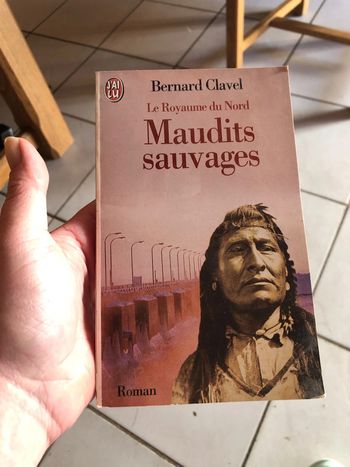 J'AI
LU
Bernard Clavel
Le Royaume du Nord
Maudits
sauvages
Roman